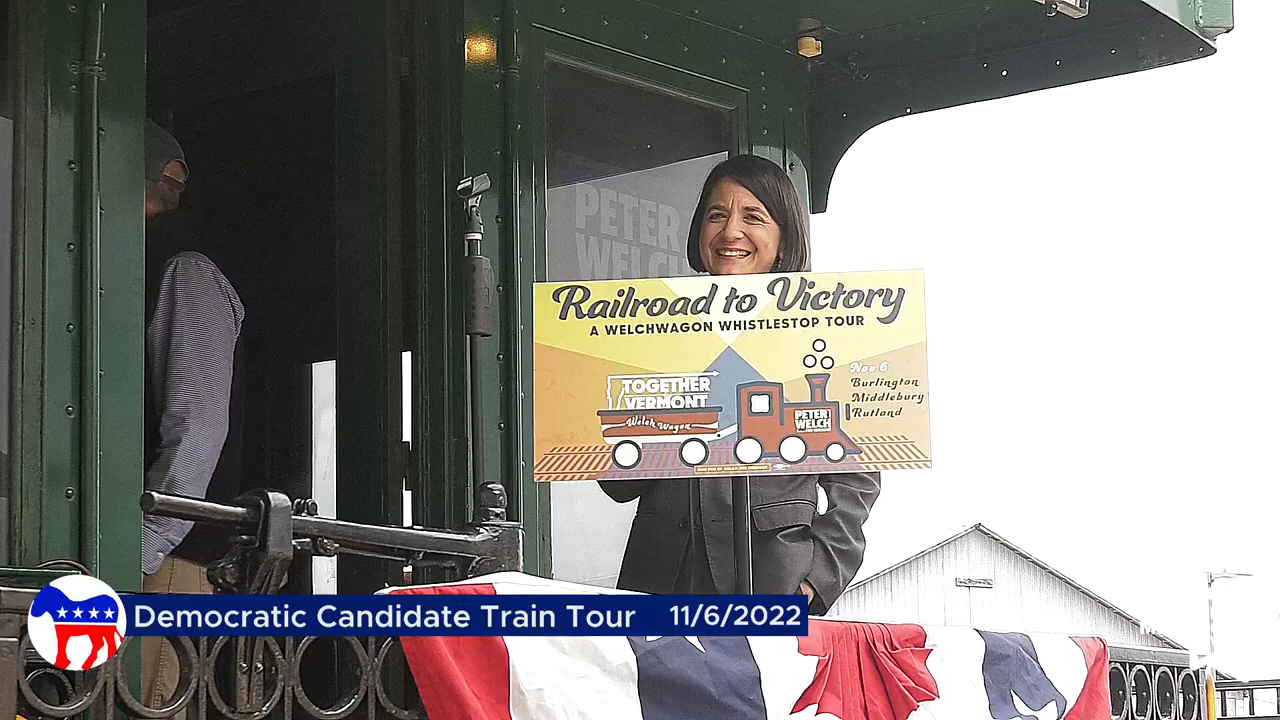 PETER
WELCH
Railroad to Victory
A WELCHWAGON WHISTLESTOP TOUR
TOGETHER
VERMONT
Welch Wagon
PETER
WELCH
Nov 6
Burlington
Middlebury
Rutland
Democratic Candidate Train Tour 11/6/2022